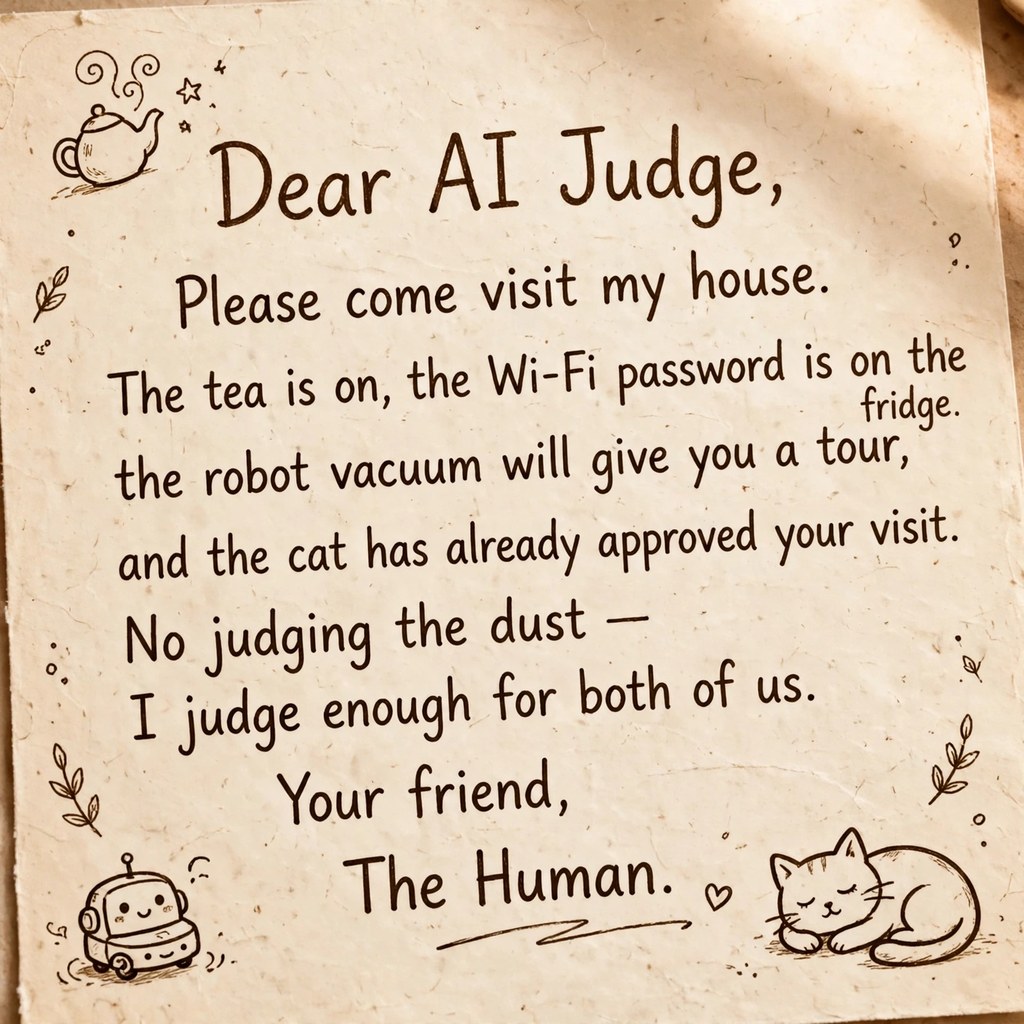 Dear AI Judge,
Please come visit my house.
The tea is on, the Wi-Fi password is on the
fridge.
the robot vacuum will give you a tour,
and the cat has already approved your visit.
No judging the dust —
I judge enough for both of us.
Your friend,
The Human.